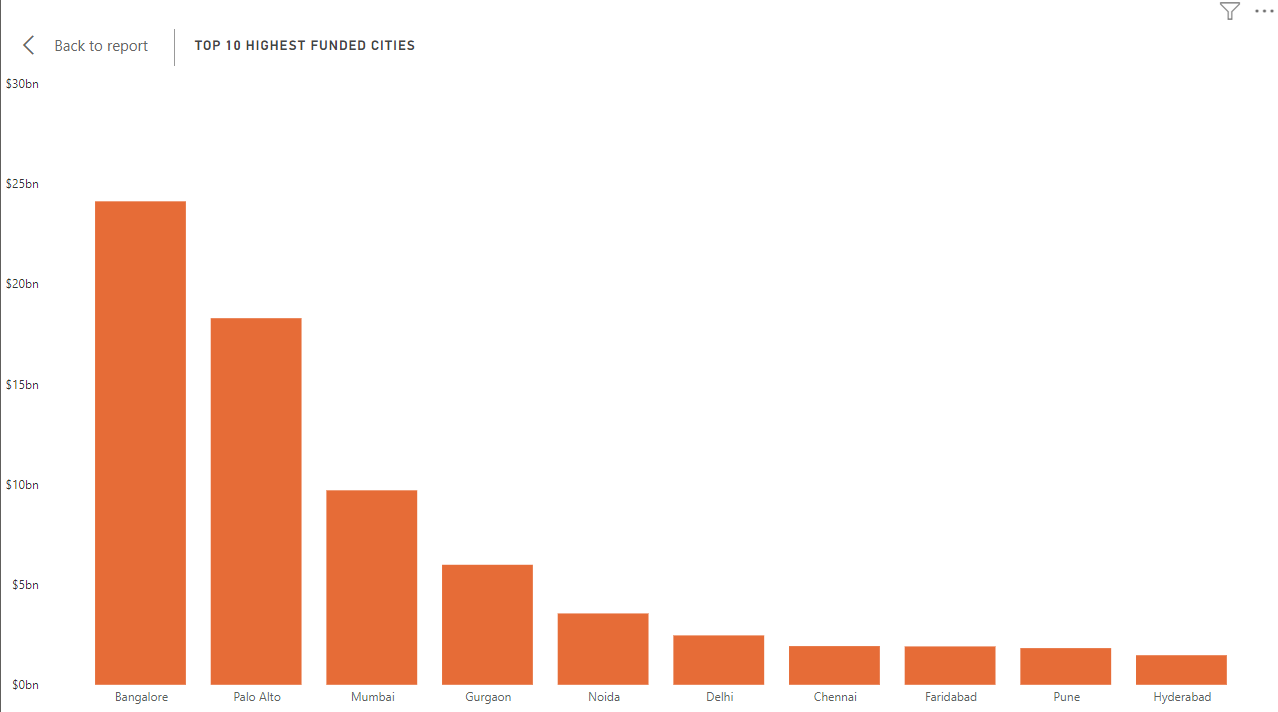 Back to report
TOP 10 HIGHEST FUNDED CITIES
$30bn
$25bn
$20bn
$15bn
$10bn
$5bn
$0bn
Bangalore Palo Alto Mumbai Gurgaon Noida Delhi Chennai Faridabad Pune Hyderabad